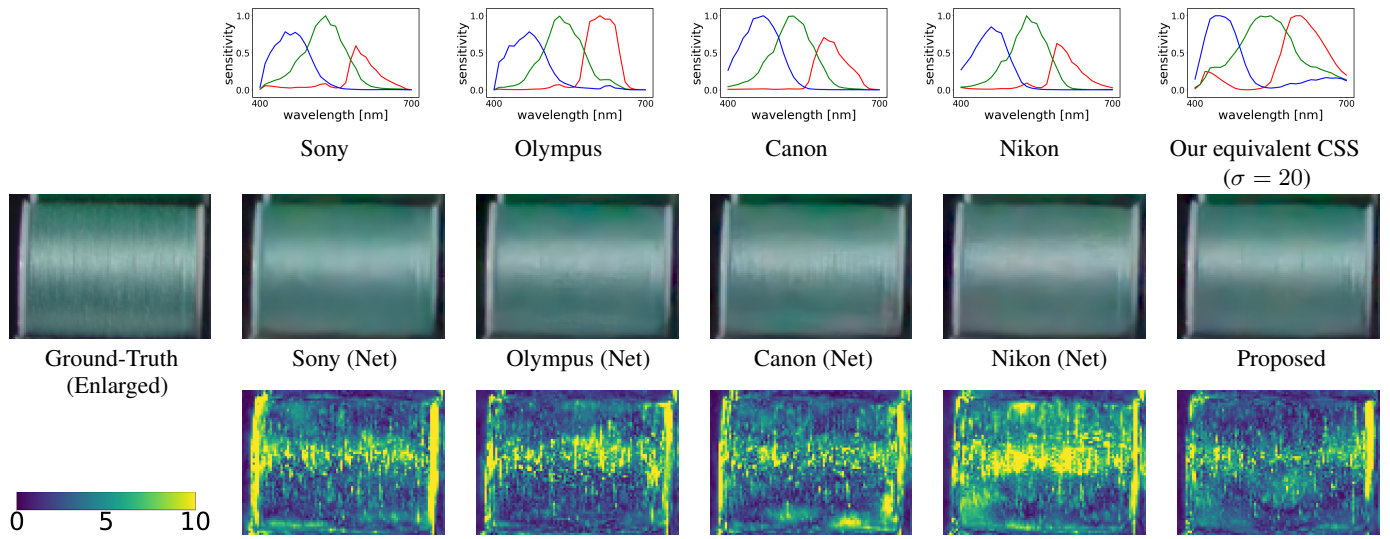 sensitivity
1.0
0.5
0.0
400
700
wavelength [nm]
Sony
sensitivity
1.0
0.5
0.0
400
700
wavelength [nm]
Olympus
sensitivity
1.0
0.5
0.0
400
700
wavelength [nm]
Canon
sensitivity
1.0
0.5
0.0
400
700
wavelength [nm]
Nikon
sensitivity
1.0
0.5
0.0
400
700
wavelength [nm]
Our equivalent CSS
(σ = 20)
Ground-Truth
(Enlarged)
Sony (Net)
Olympus (Net)
Canon (Net)
Nikon (Net)
Proposed
0 5 10